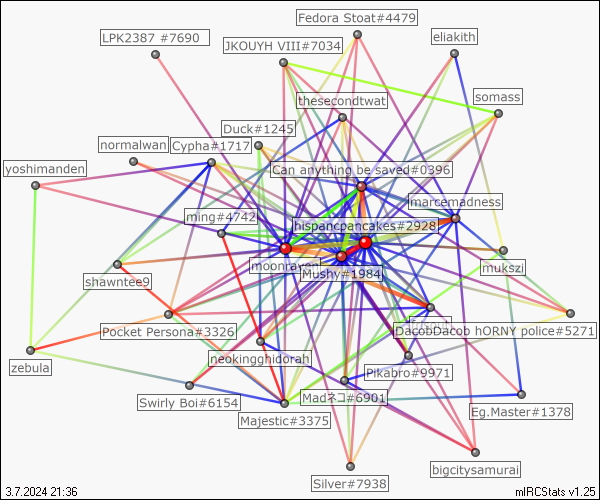 Fedora Stoat#4479
LPK2387 #7690
JKOUYH VIII#7034
eliakith
thesecondtwat
somass
Duck#1245
normalwan
Cypha#1717
yoshimanden
Can anything be saved#0396
marcemadness
ming#4742
hispancpancakes#2928
moonraven
Mushy#1984
mukszi
shawntee9
Pocket Persona#3326
DacobDacob hORNY police#5271
neokingghidorah
zebula
Pikabro#9971
Swirly Boi#6154
Madネコ#6901
Majestic#3375
Eg.Master#1378
bigcitysamurai
Silver#7938
3.7.2024 21:36
mIRCStats v1.25